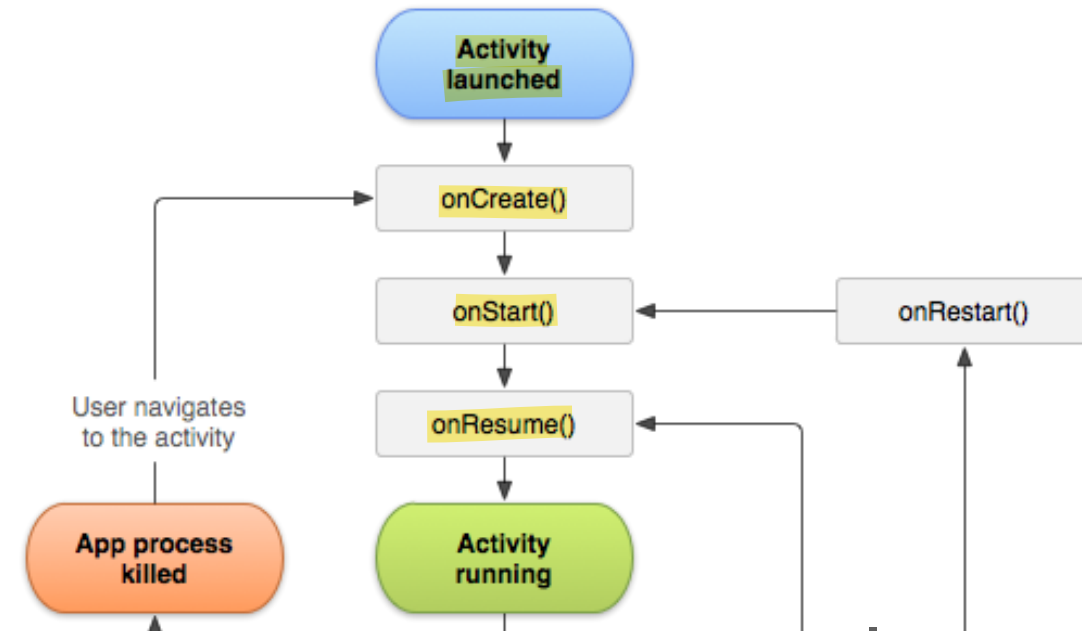 Activity
launched
onCreate()
onStart()
onRestart()
User navigates
to the activity
onResume()
App process
killed
Activity
running